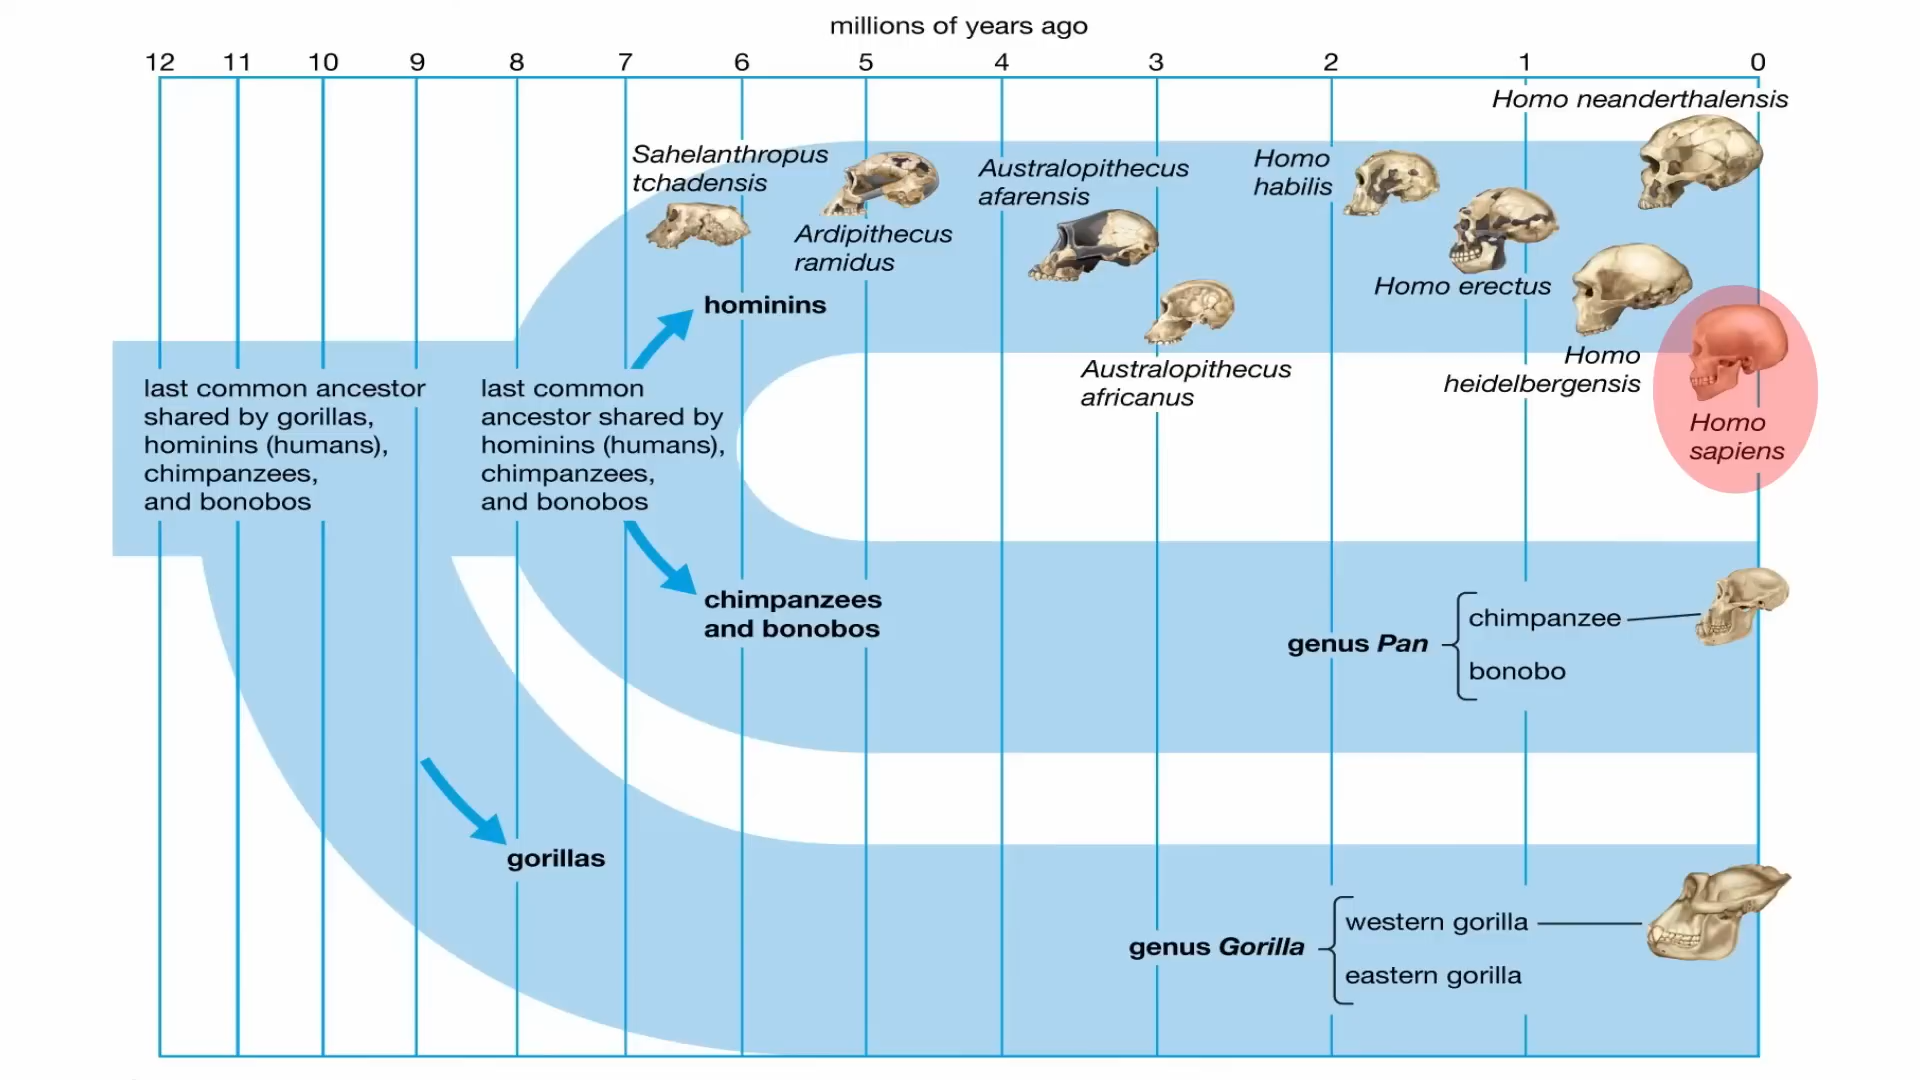 millions of years ago
12 11 10 9 8 7 6 5 4 3 2 1 0
Homo neanderthalensis
Sahelanthropus
tchadensis
Ardipithecus
ramidus
Australopithecus
afarensis
Homo
habilis
Homo erectus
hominins
Australopithecus
africanus
Homo
heidelbergensis
Homo
sapiens
last common ancestor
shared by gorillas,
hominins (humans),
chimpanzees,
and bonobos
last common
ancestor shared by
hominins (humans),
chimpanzees,
and bonobos
chimpanzees
and bonobos
genus Pan
chimpanzee
bonobo
gorillas
genus Gorilla
western gorilla
eastern gorilla